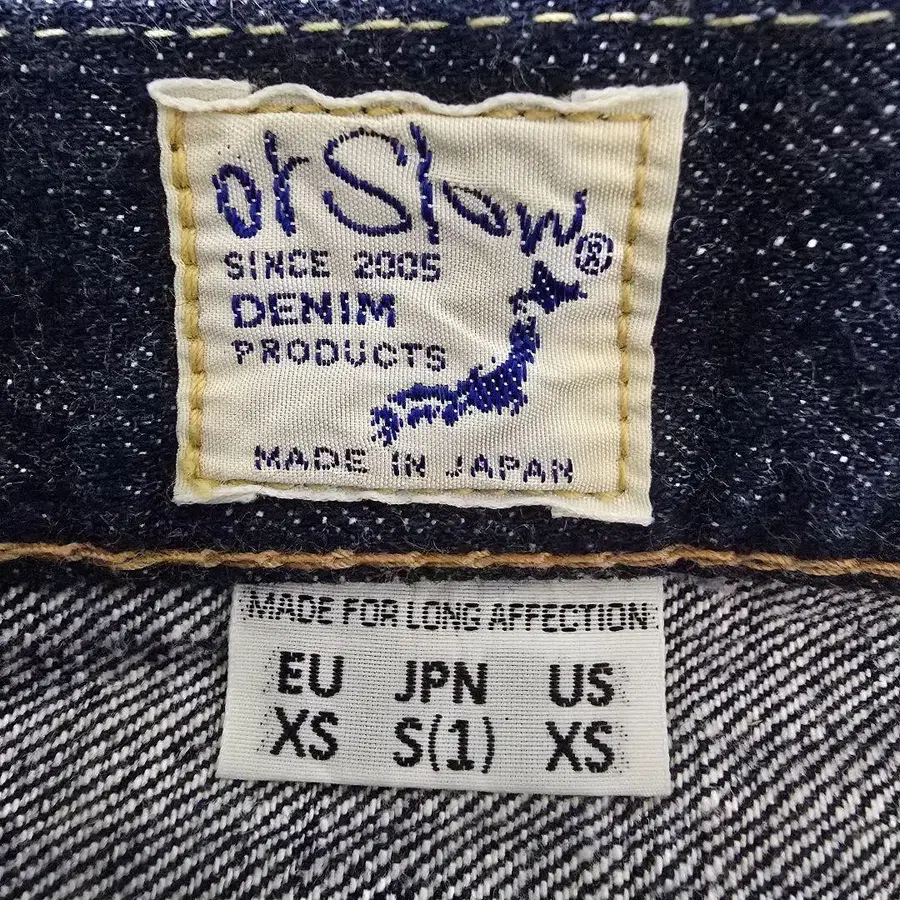 orSlow®
SINCE 2005
DENIM
PRODUCTS
MADE IN JAPAN
MADE FOR LONG AFFECTION
EU JPN US
XS S(1) XS